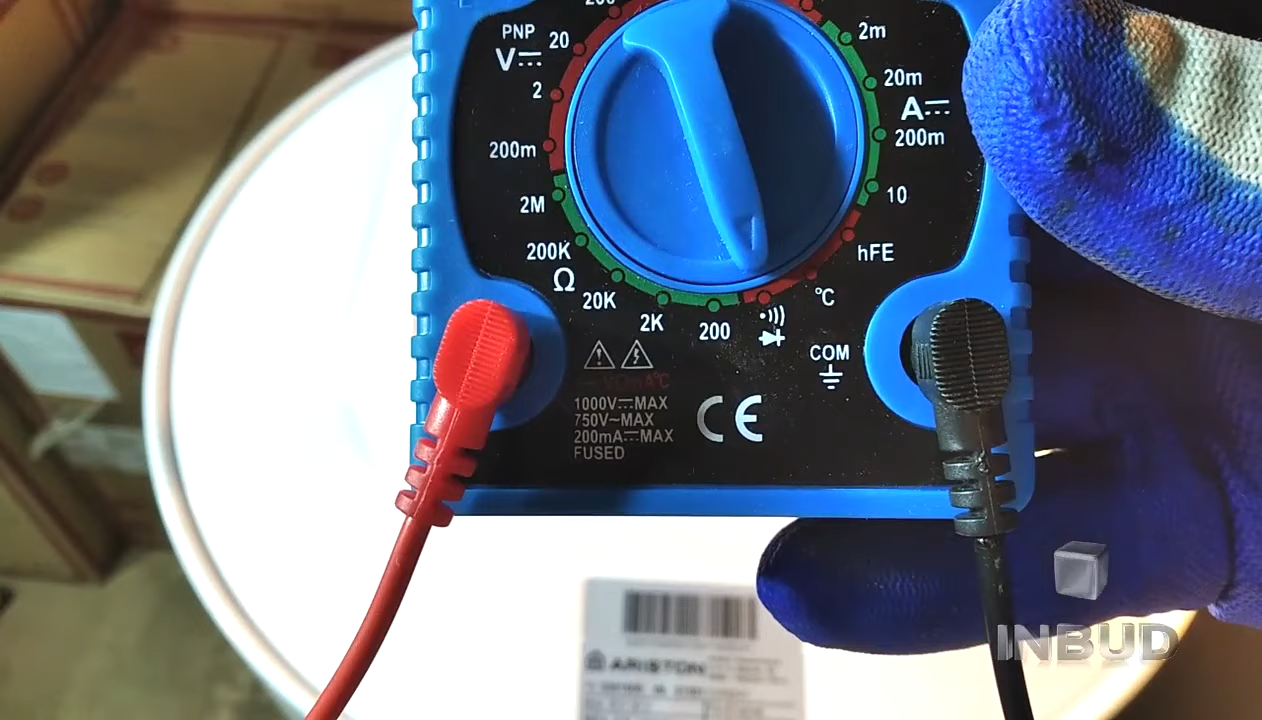 PNP
V
20
2
200m
2M
200K
Ω
20K
2K
200
2m
20m
A
200m
10
hFE
°C
COM
1000V⎓MAX
750V~MAX
200mA⎓MAX
FUSED
CE
ARISTON
INBUD